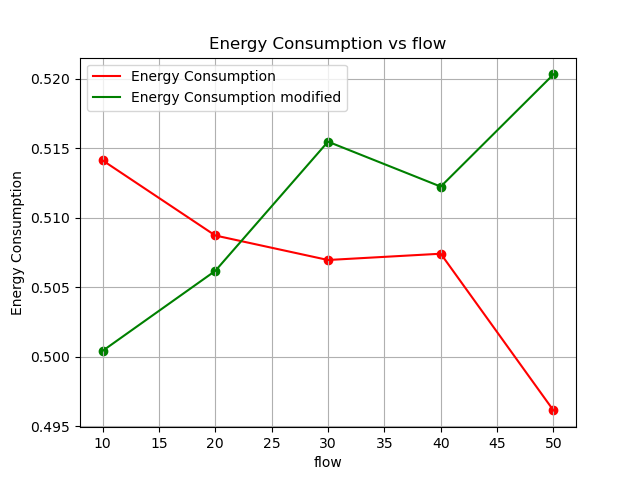 Energy Consumption vs flow
Energy Consumption
Energy Consumption modified
Energy Consumption
0.520
0.515
0.510
0.505
0.500
0.495
10 15 20 25 30 35 40 45 50
flow